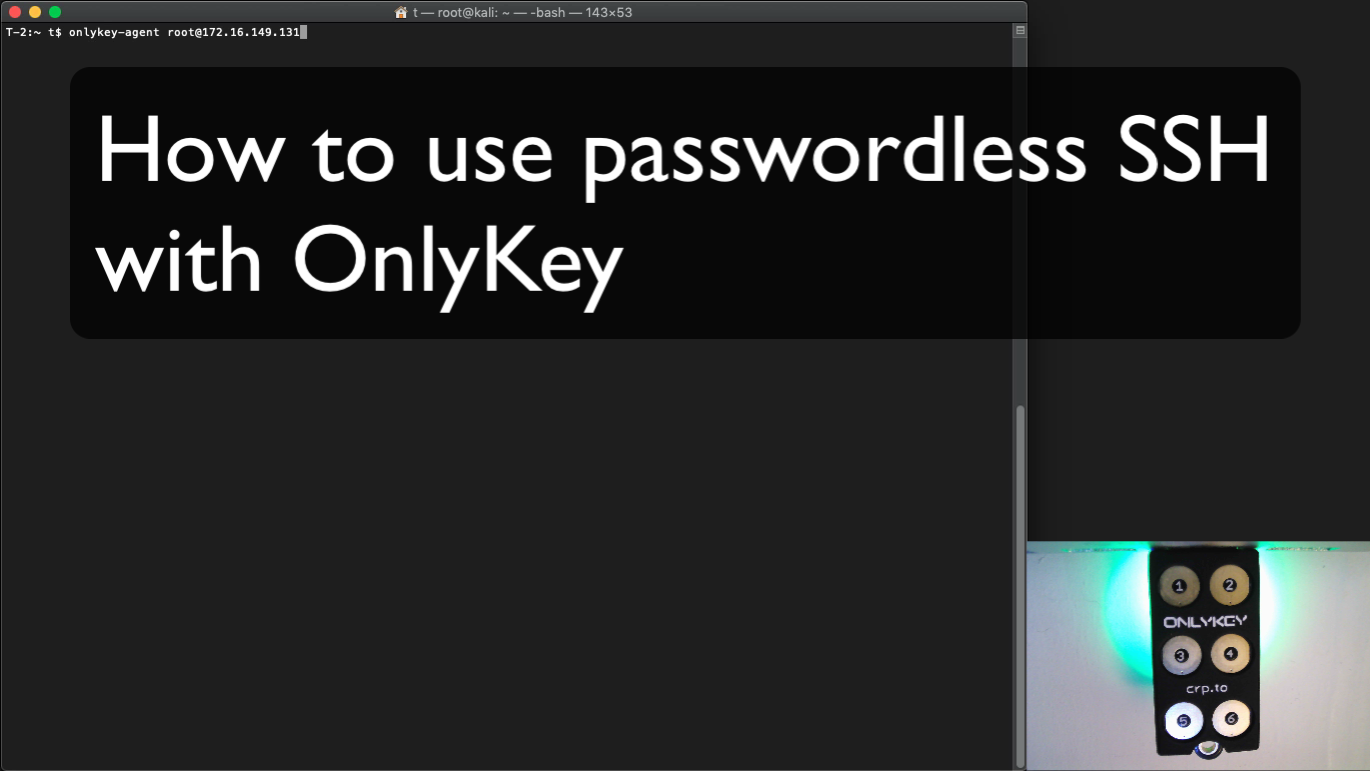 t — root@kali: ~ — -bash — 143×53
T-2:~ t$ onlykey-agent root@172.16.149.131
How to use passwordless SSH
with OnlyKey
1 2
ONLYKEY
3 4
crp.to
5 6